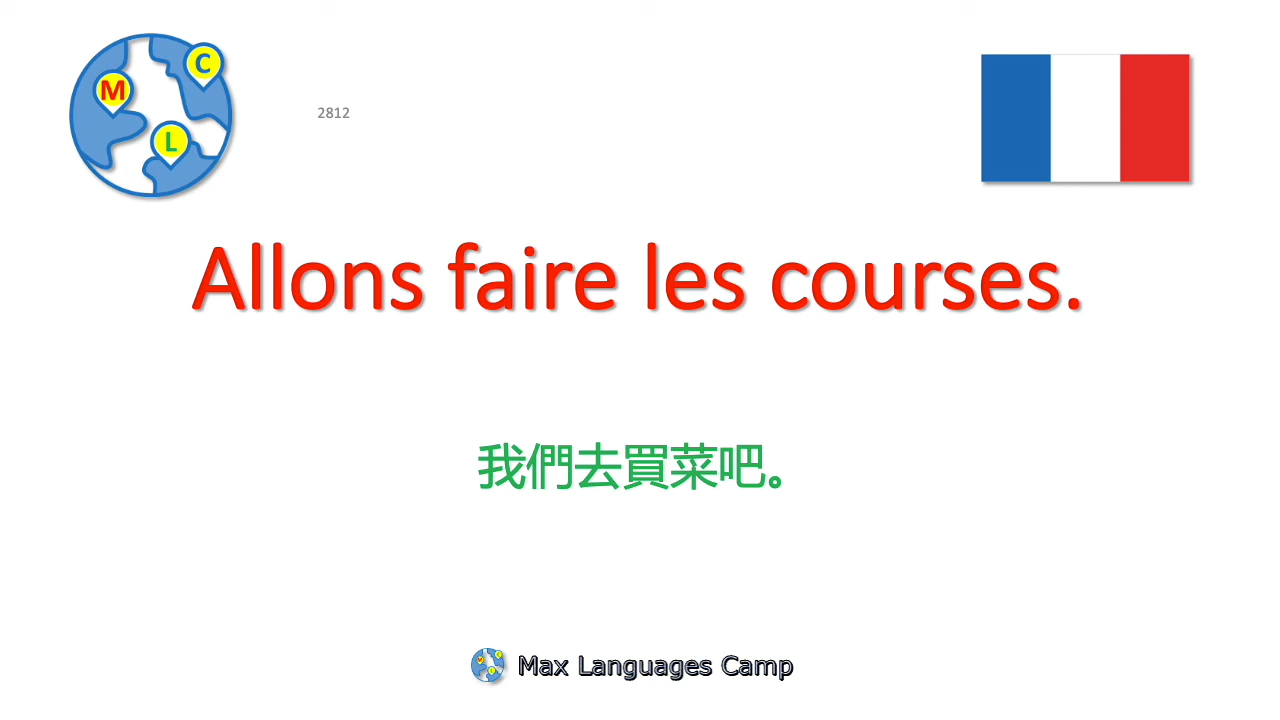 M
C
L
2812
Allons faire les courses.
我們去買菜吧。
Max Languages Camp